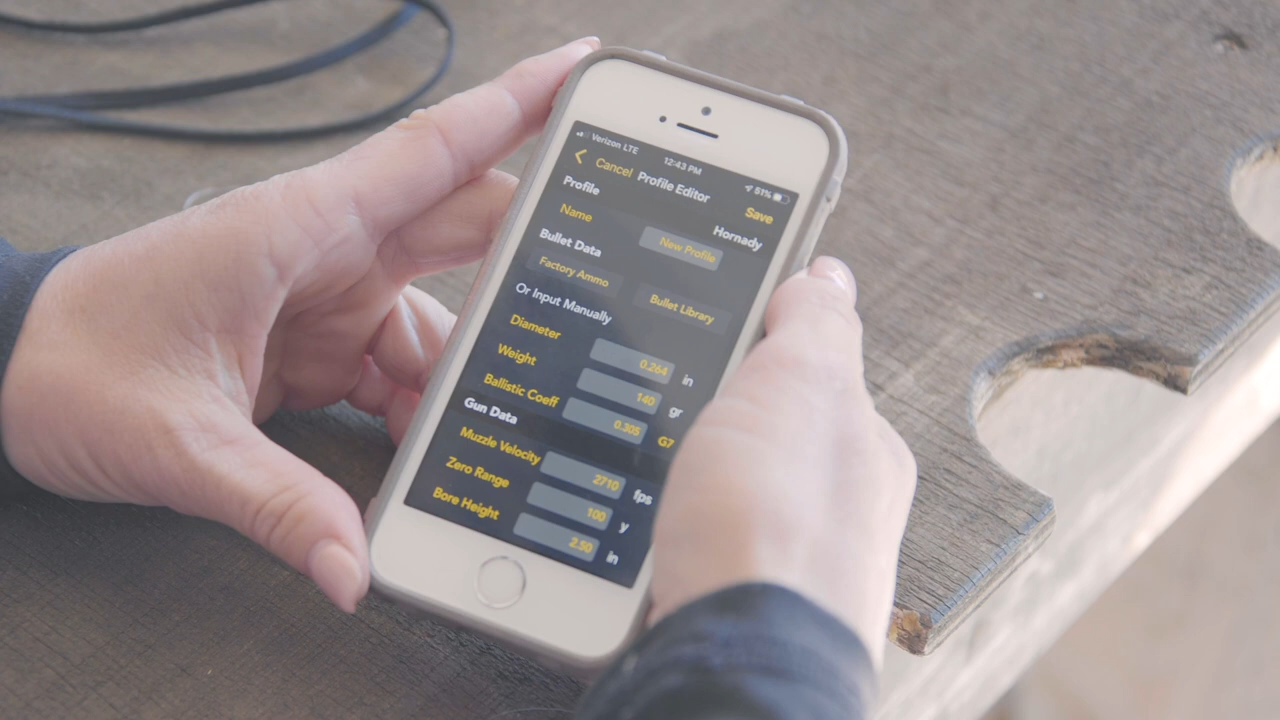 Verizon LTE 12:43 PM 51%
Cancel Profile Editor Save
Profile
Name New Profile Hornady
Bullet Data
Factory Ammo Bullet Library
Or Input Manually
Diameter 0.264 in
Weight 140 gr
Ballistic Coeff 0.305 G7
Gun Data
Muzzle Velocity 2710 fps
Zero Range 100 y
Bore Height 2.50 in